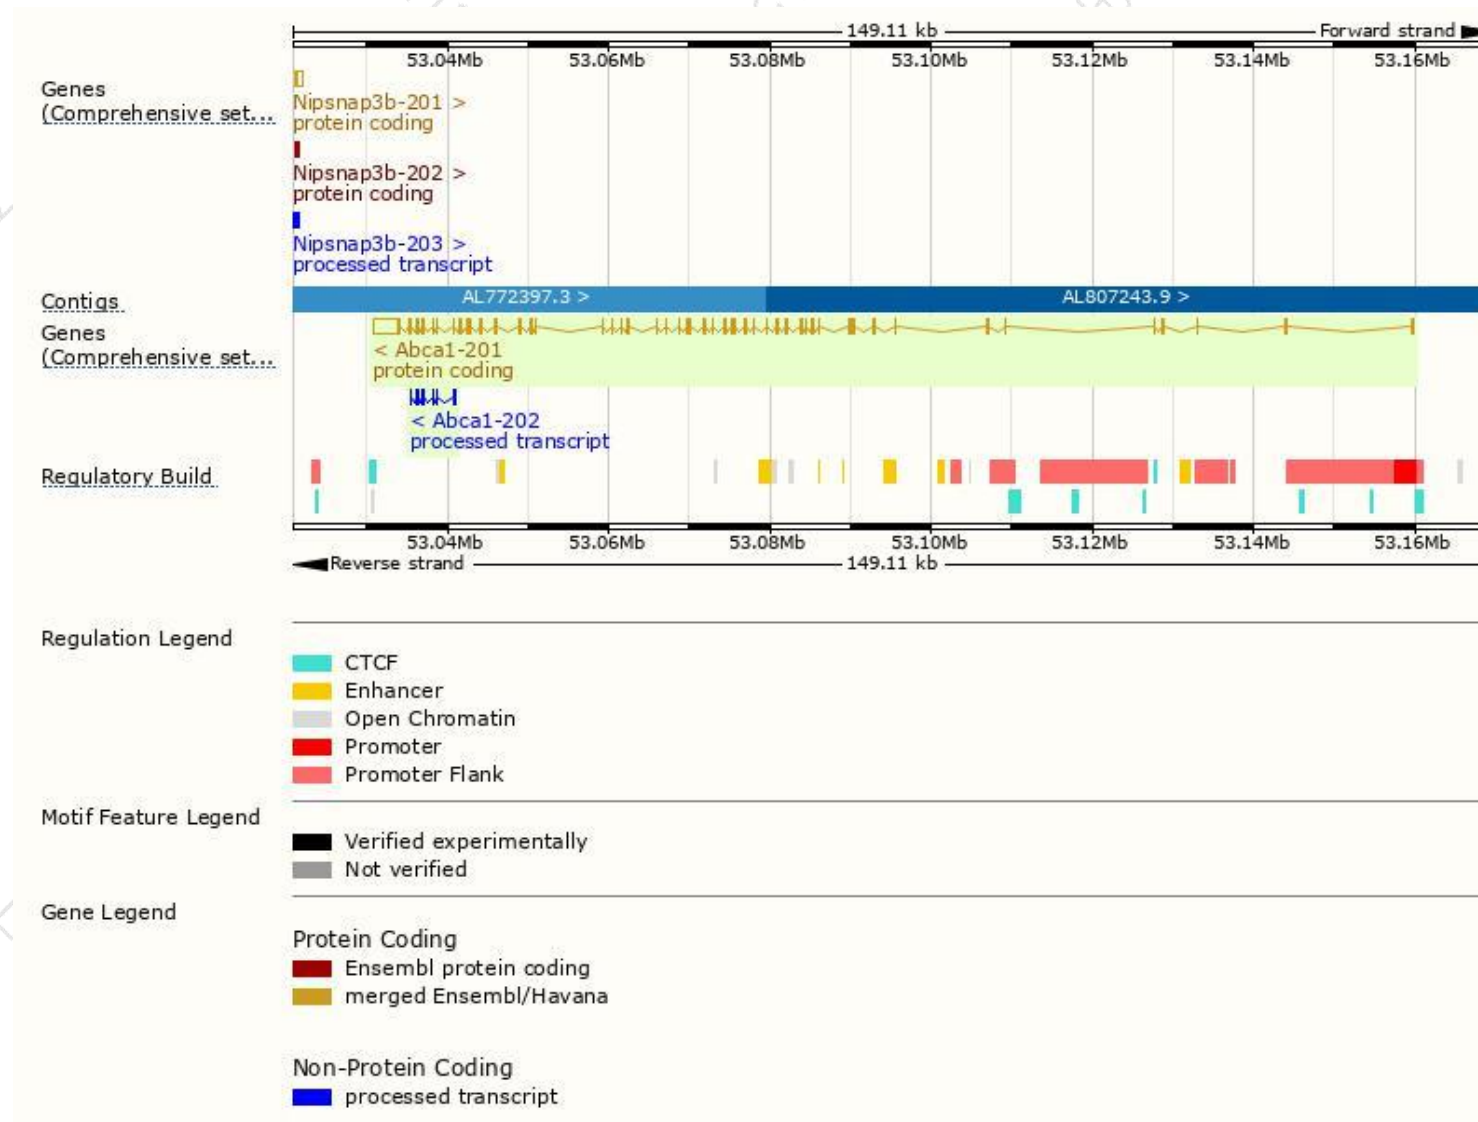 149.11 kb Forward strand
53.04Mb 53.06Mb 53.08Mb 53.10Mb 53.12Mb 53.14Mb 53.16Mb
Genes
(Comprehensive set...
Nipsnap3b-201 >
protein coding
Nipsnap3b-202 >
protein coding
Nipsnap3b-203 >
processed transcript
Contigs AL772397.3 > AL807243.9 >
Genes
(Comprehensive set...
< Abca1-201
protein coding
< Abca1-202
processed transcript
Regulatory Build
53.04Mb 53.06Mb 53.08Mb 53.10Mb 53.12Mb 53.14Mb 53.16Mb
Reverse strand 149.11 kb
Regulation Legend
CTCF
Enhancer
Open Chromatin
Promoter
Promoter Flank
Motif Feature Legend
Verified experimentally
Not verified
Gene Legend
Protein Coding
Ensembl protein coding
merged Ensembl/Havana
Non-Protein Coding
processed transcript